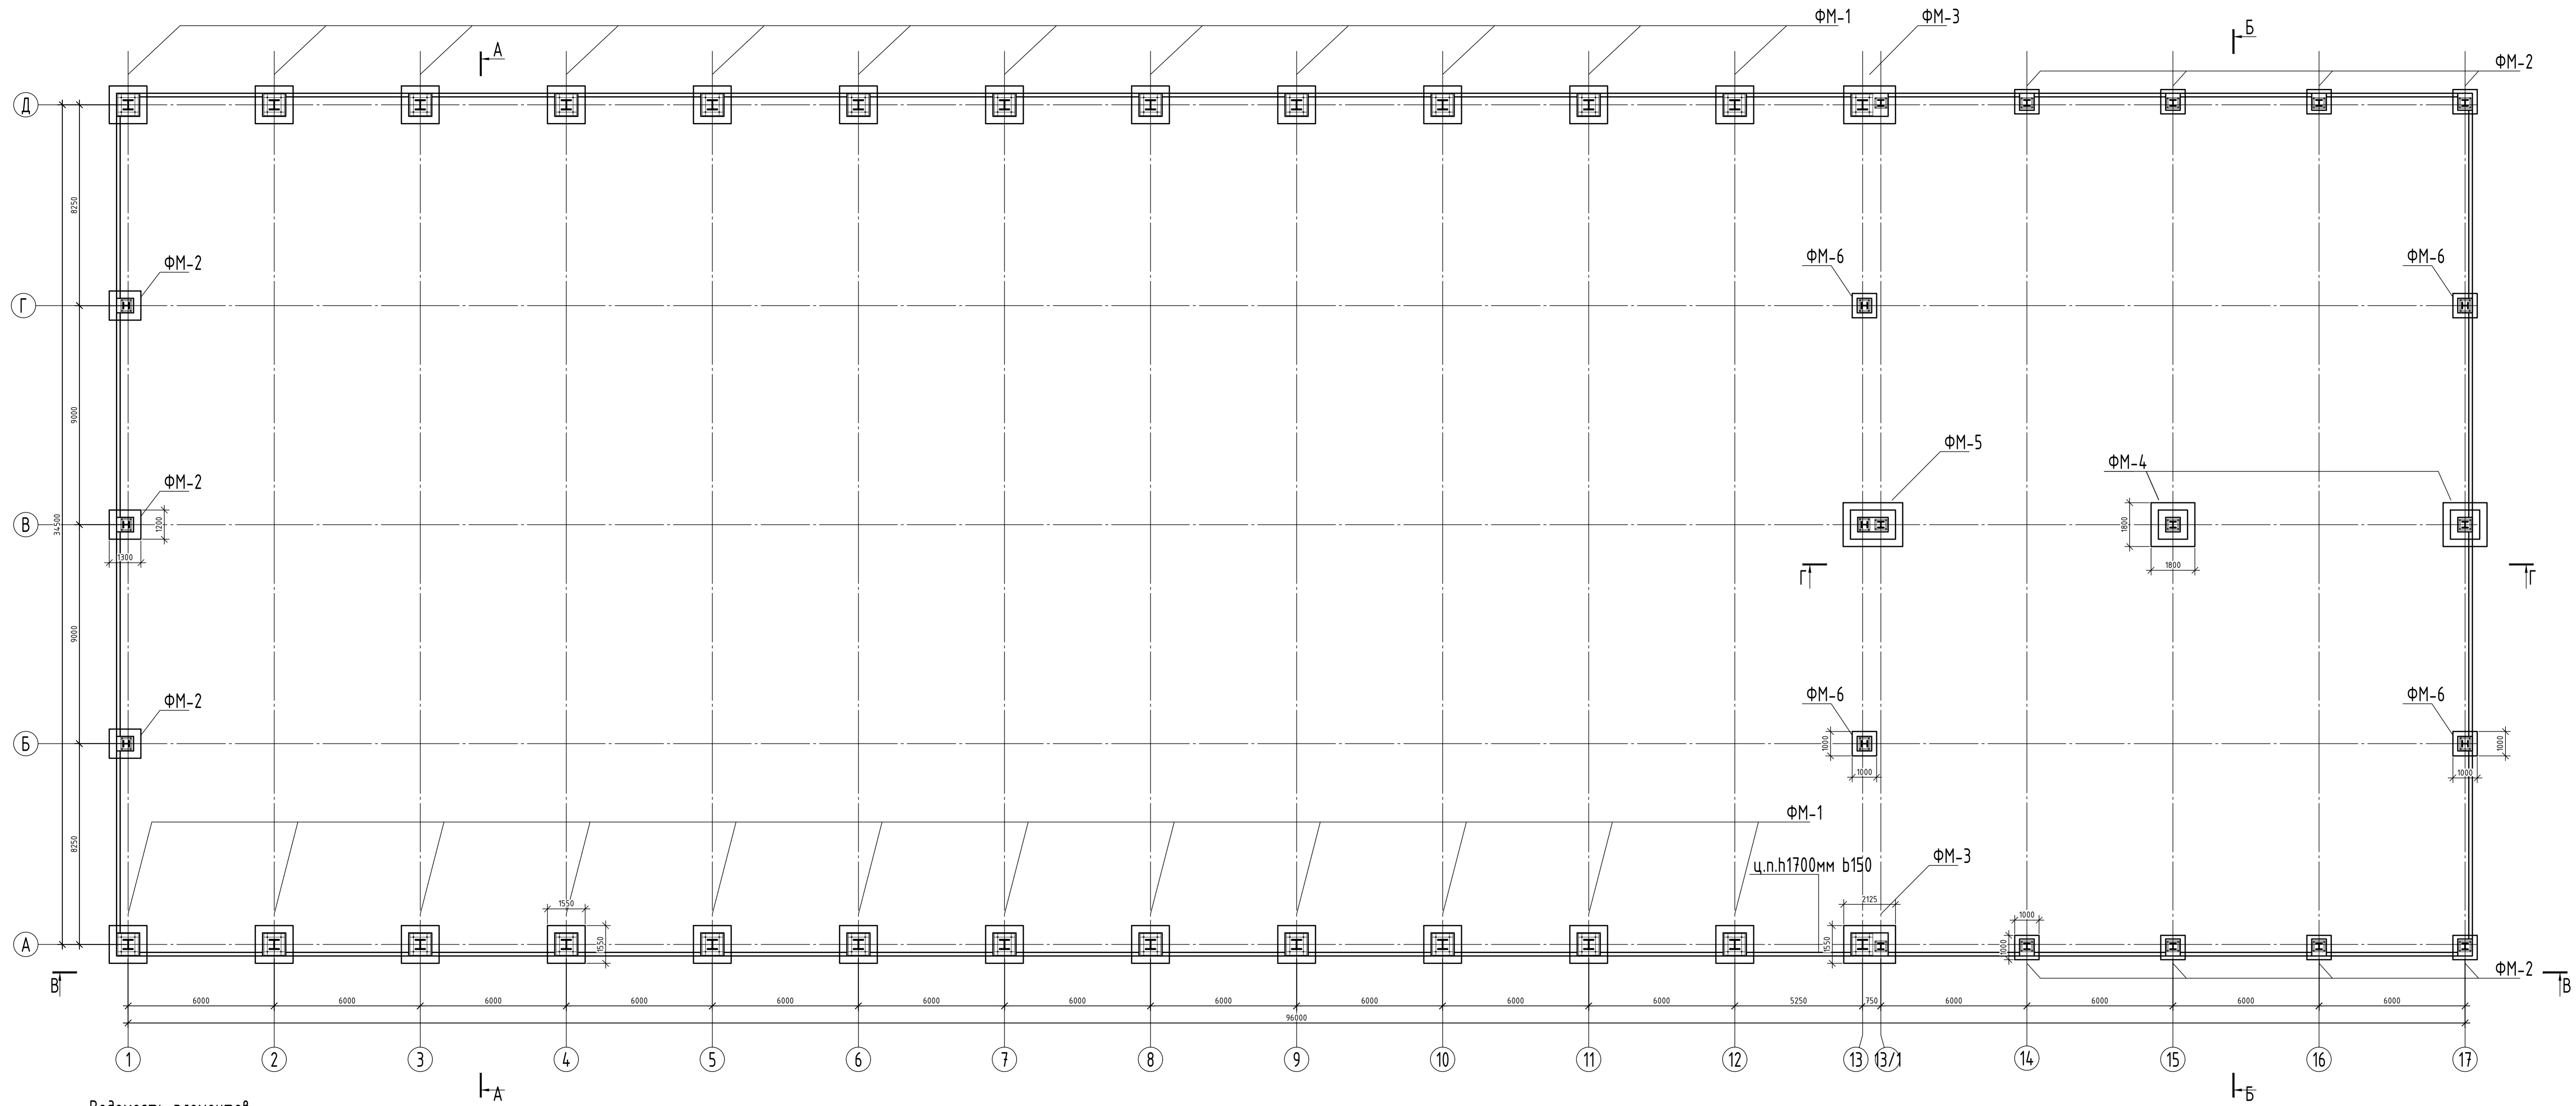 ФМ-1
ФМ-3
Б
А
ФМ-2
Д
8250
ФМ-2
ФМ-6
ФМ-6
Г
9000
ФМ-5
ФМ-4
ФМ-2
В
34500
1200
1300
1800
1800
Г
Г
9000
ФМ-2
ФМ-6
ФМ-6
Б
1000
1000
1000
1000
8250
ФМ-1
ц.п.h1700мм b150
ФМ-3
1550
1550
2125
1550
1000
1000
А
В
ФМ-2
В
6000 6000 6000 6000 6000 6000 6000 6000 6000 6000 6000 5250 750 6000 6000 6000 6000
96000
1 2 3 4 5 6 7 8 9 10 11 12 13 13/1 14 15 16 17
А
Б
Ведомость элементов